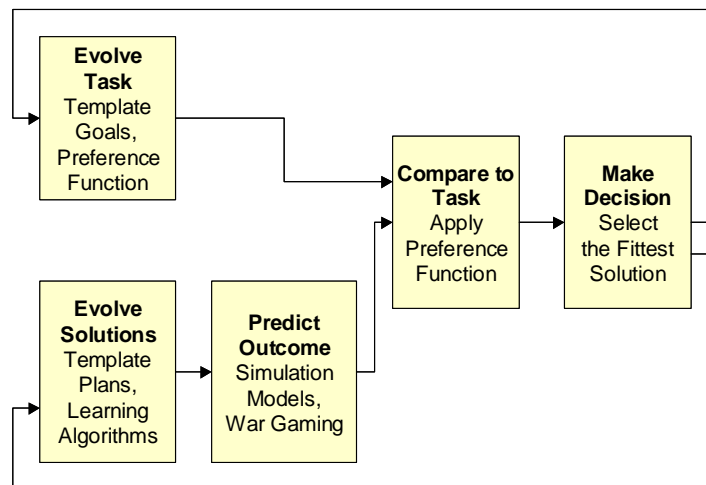 Evolve
Task
Template
Goals,
Preference
Function
Compare to
Task
Apply
Preference
Function
Make
Decision
Select
the Fittest
Solution
Evolve
Solutions
Template
Plans,
Learning
Algorithms
Predict
Outcome
Simulation
Models,
War Gaming